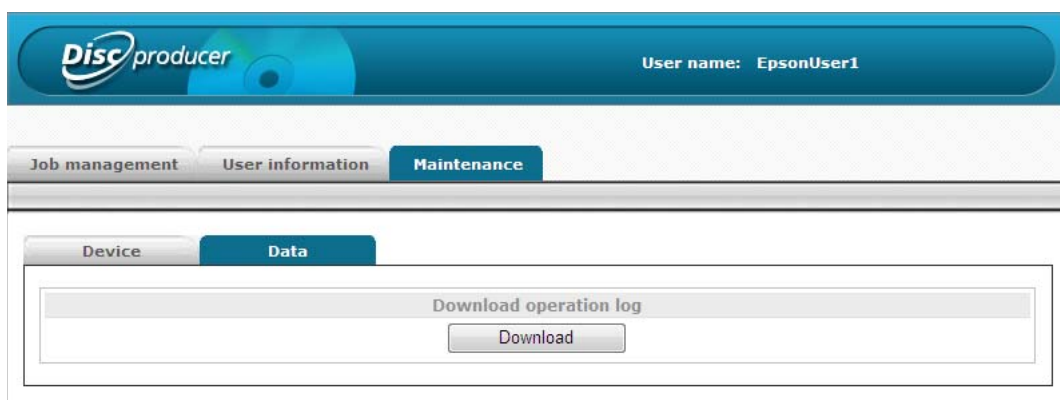 Disc producer
User name: EpsonUser1
Job management User information Maintenance
Device Data
Download operation log
Download